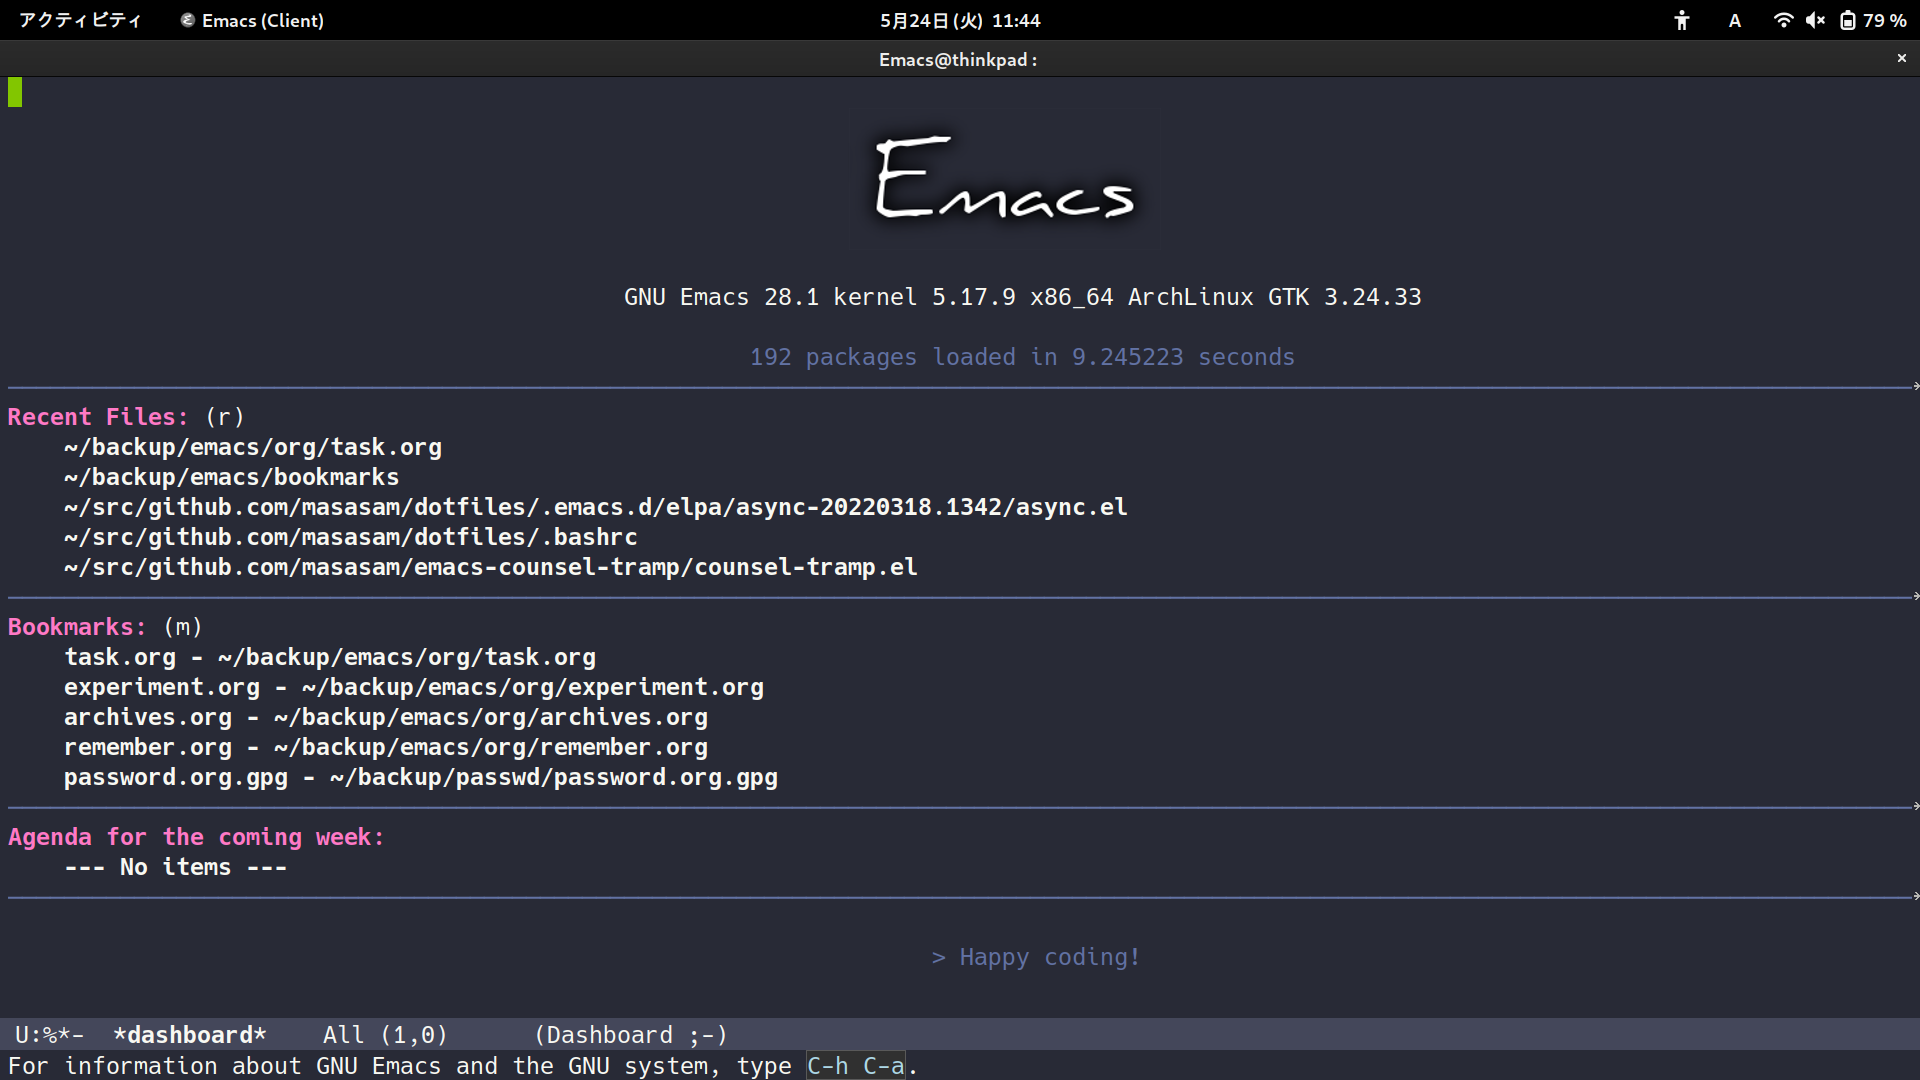 アクティビティ Emacs (Client) 5月24日 (火) 11:44 A 79 %
Emacs@thinkpad : ×
Emacs
GNU Emacs 28.1 kernel 5.17.9 x86_64 ArchLinux GTK 3.24.33
192 packages loaded in 9.245223 seconds
Recent Files: (r)
~/backup/emacs/org/task.org
~/backup/emacs/bookmarks
~/src/github.com/masasam/dotfiles/.emacs.d/elpa/async-20220318.1342/async.el
~/src/github.com/masasam/dotfiles/.bashrc
~/src/github.com/masasam/emacs-counsel-tramp/counsel-tramp.el
Bookmarks: (m)
task.org - ~/backup/emacs/org/task.org
experiment.org - ~/backup/emacs/org/experiment.org
archives.org - ~/backup/emacs/org/archives.org
remember.org - ~/backup/emacs/org/remember.org
password.org.gpg - ~/backup/passwd/password.org.gpg
Agenda for the coming week:
--- No items ---
> Happy coding!
U:%*- *dashboard* All (1,0) (Dashboard ;-)
For information about GNU Emacs and the GNU system, type C-h C-a.